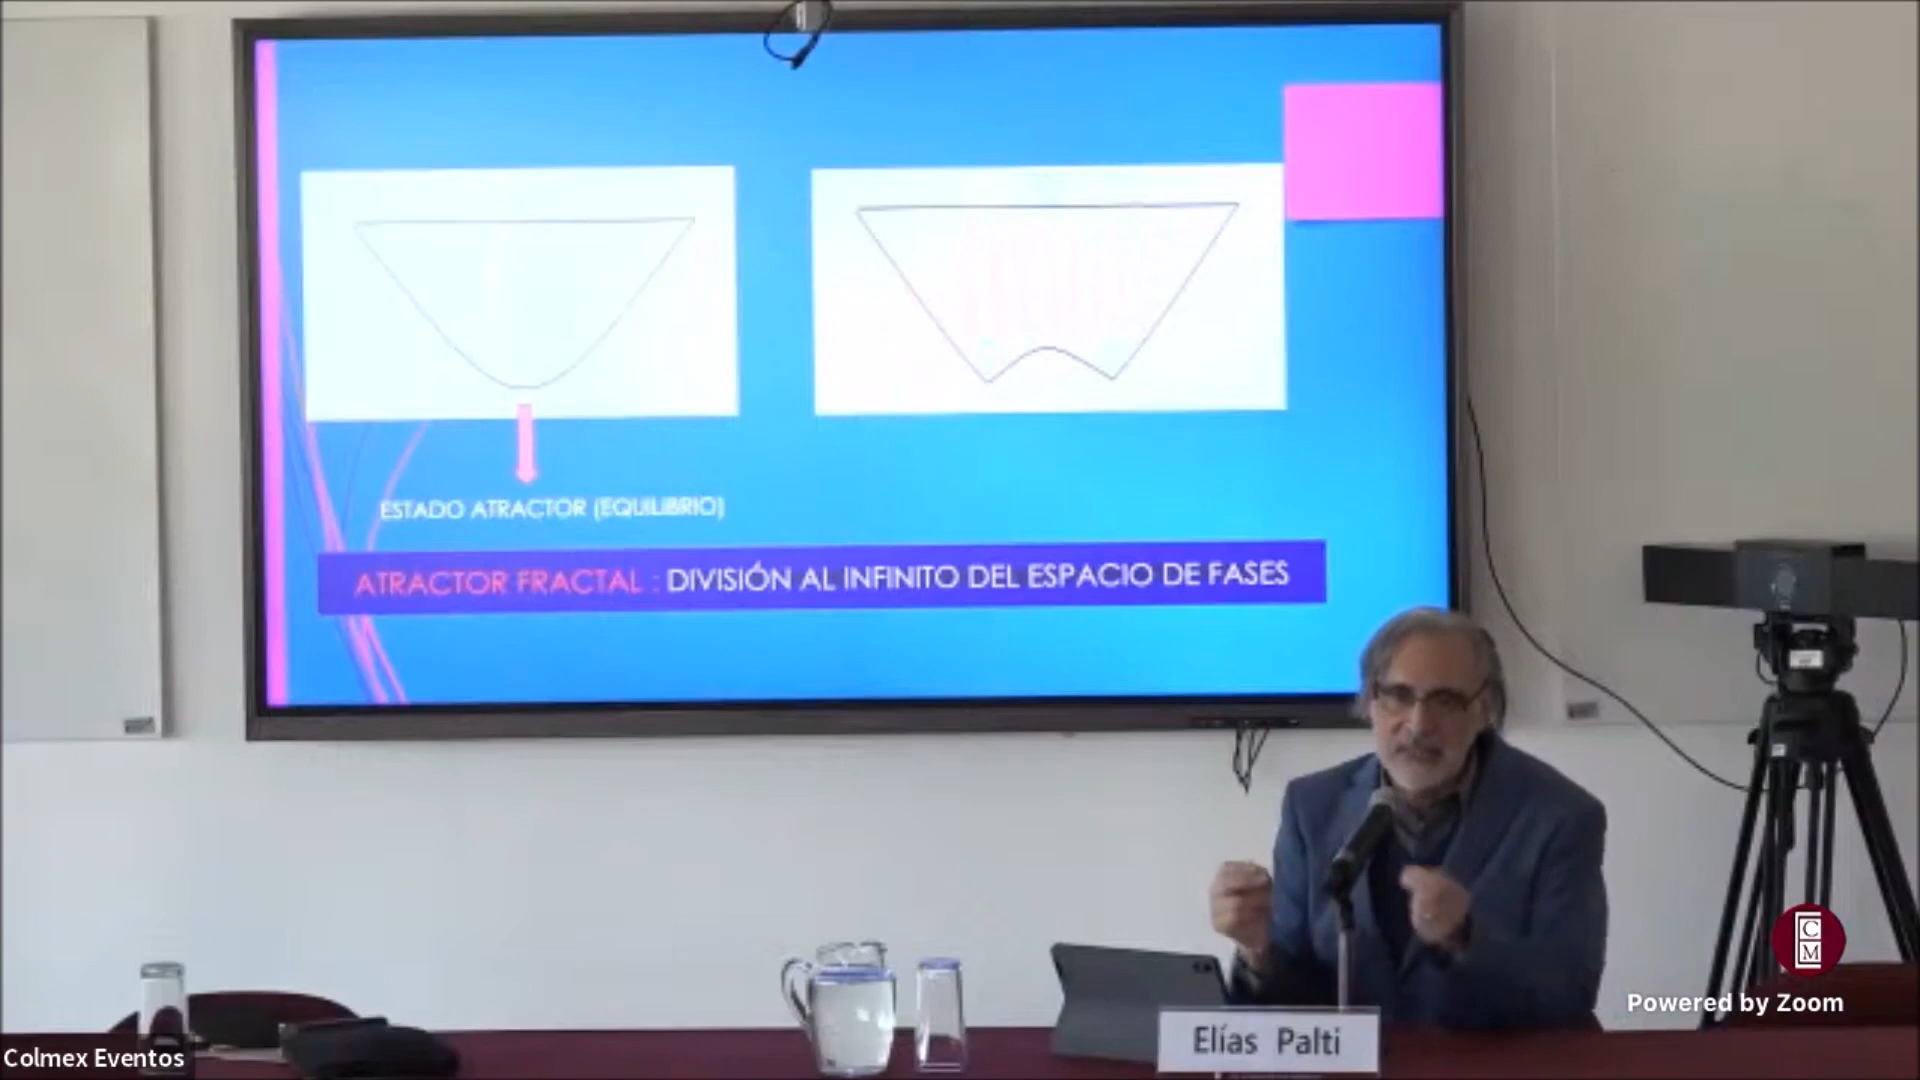 ESTADO ATRACTOR (EQUILIBRIO)
ATRACTOR FRACTAL : DIVISIÓN AL INFINITO DEL ESPACIO DE FASES
C
M
Powered by Zoom
Elías Palti
Colmex Eventos